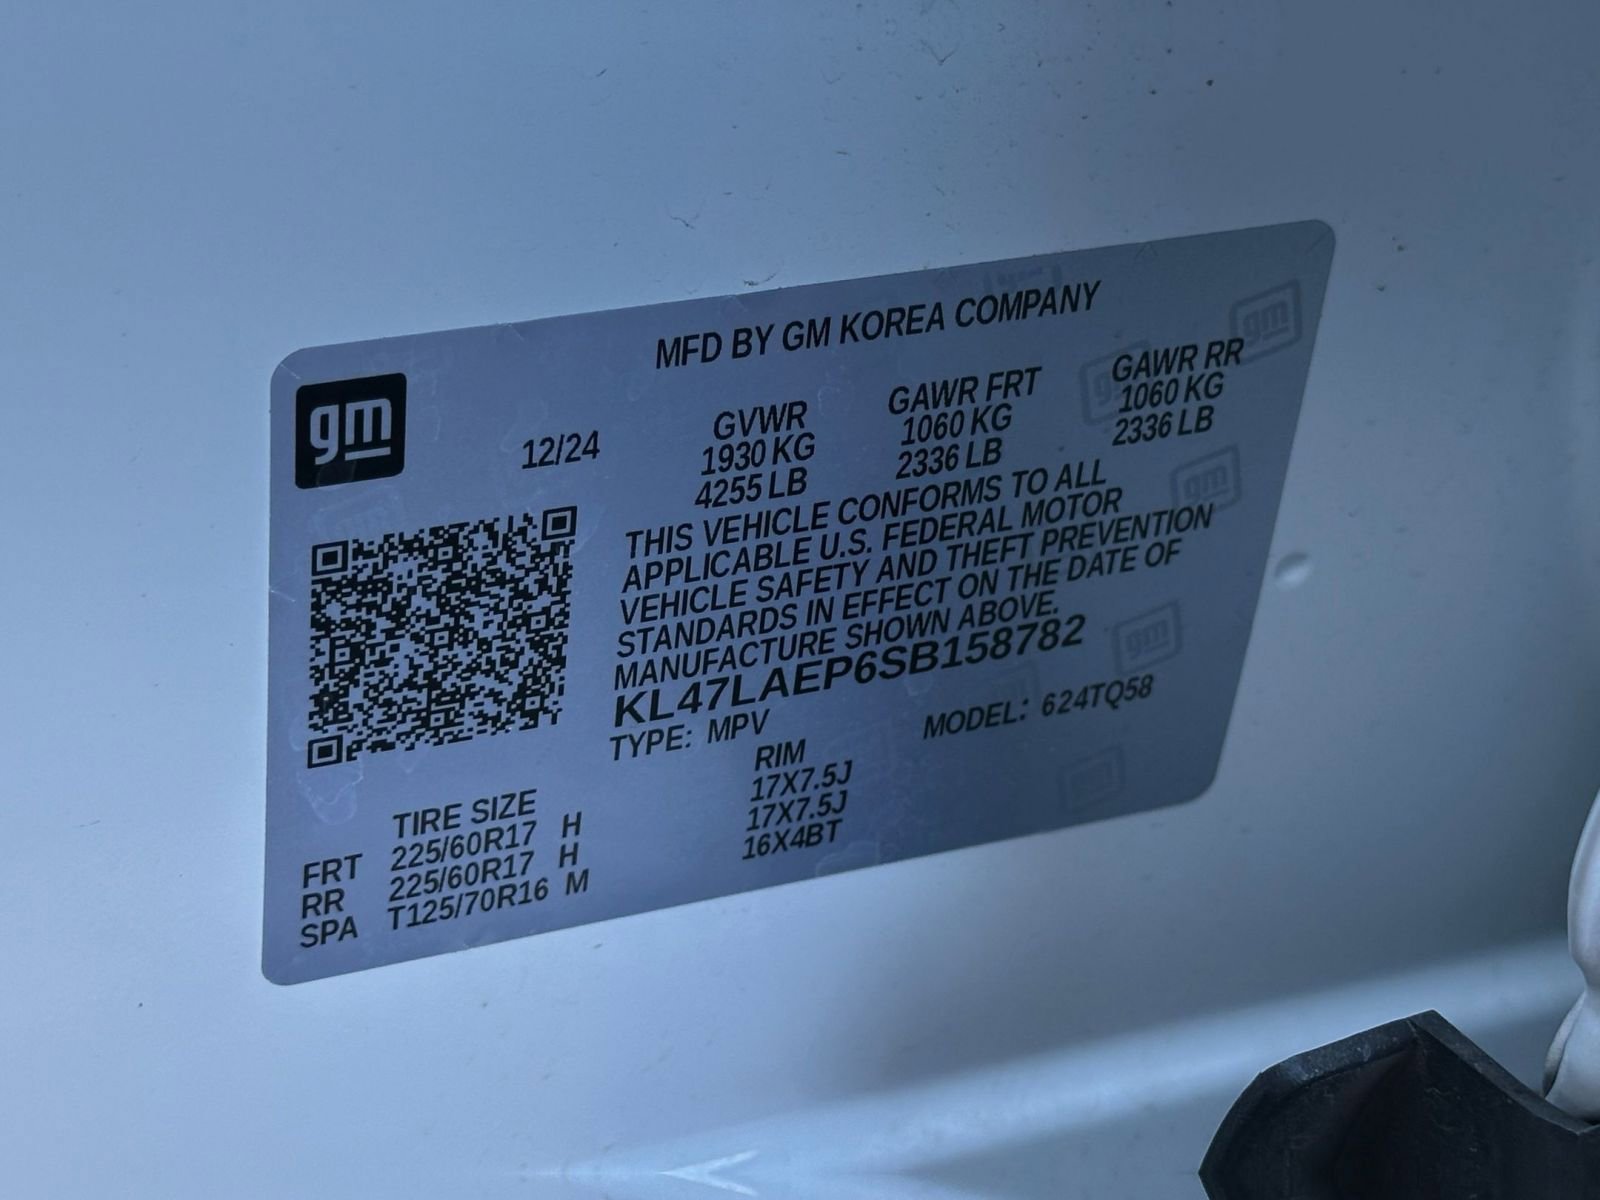 MFD BY GM KOREA COMPANY
gm
12/24
GVWR GAWR FRT GAWR RR
1930 KG 1060 KG 1060 KG
4255 LB 2336 LB 2336 LB
THIS VEHICLE CONFORMS TO ALL
APPLICABLE U.S. FEDERAL MOTOR
VEHICLE SAFETY AND THEFT PREVENTION
STANDARDS IN EFFECT ON THE DATE OF
MANUFACTURE SHOWN ABOVE.
KL47LAEP6SB158782
TYPE: MPV MODEL: 624TQ58
TIRE SIZE RIM
FRT 225/60R17 H 17X7.5J
RR 225/60R17 H 17X7.5J
SPA T125/70R16 M 16X4BT